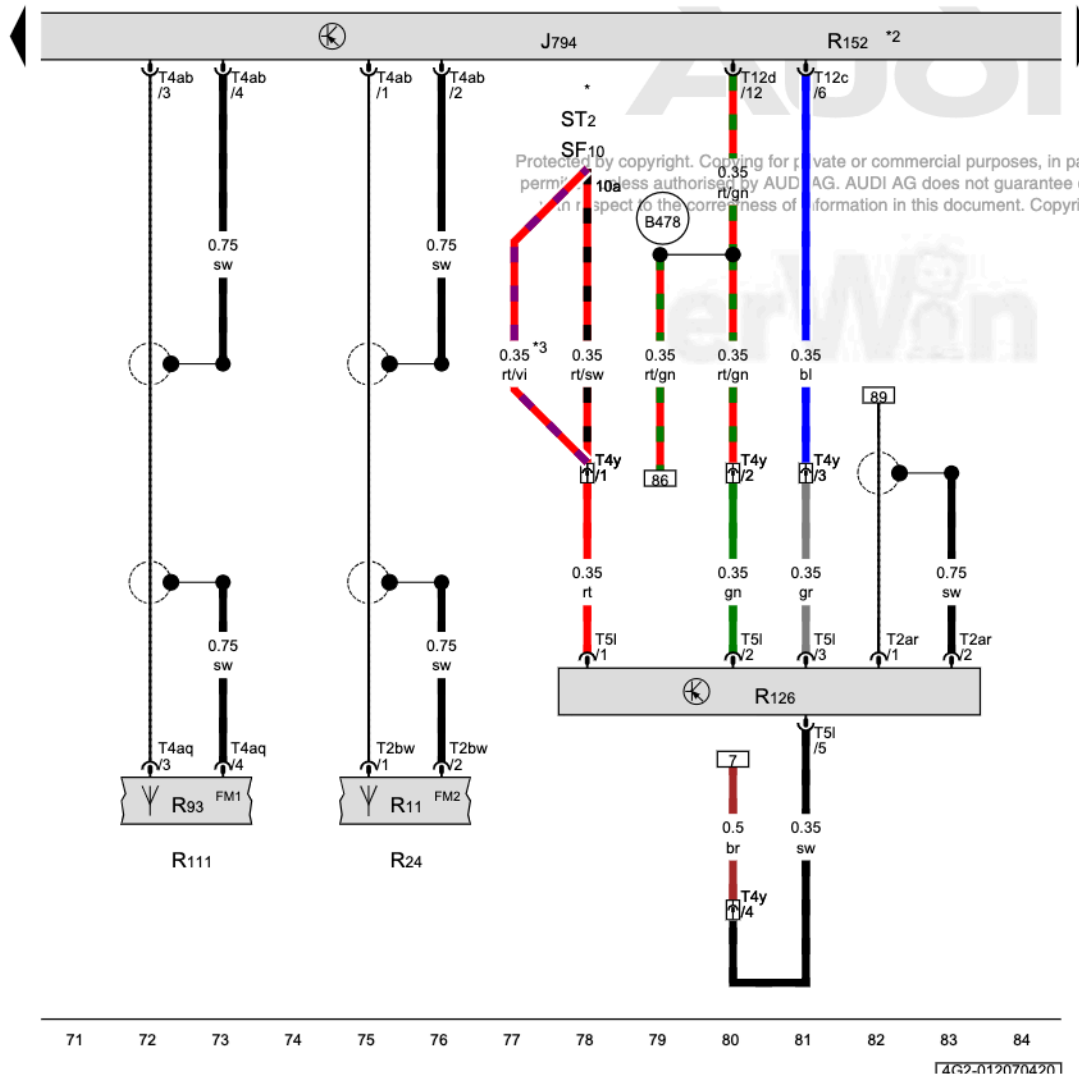 J794 R152 *2
T4ab /3 T4ab /4 T4ab /1 T4ab /2 T12d /12 T12c /6
*
ST2
SF10
10a
Audi
Protected by copyright. Copying for private or commercial purposes, in pa
permi less authorised by AUDI AG. AUDI AG does not guarantee
respect to the correctness of information in this document. Copyri
erWin
0.35
rt/gn
B478
0.75 0.75
sw sw
0.35 *3 0.35 0.35 0.35 0.35
rt/vi rt/sw rt/gn rt/gn bl
89
T4y /1 86 T4y /2 T4y /3
0.35 0.35 0.35 0.75
rt gn gr sw
0.75 0.75
sw sw
T5l /1 T5l /2 T5l /3 T2ar /1 T2ar /2
R126
T5l /5
T4aq /3 T4aq /4 T2bw /1 T2bw /2
7
R93 FM1 R11 FM2
0.5 0.35
br sw
R111 R24
T4y /4
71 72 73 74 75 76 77 78 79 80 81 82 83 84
4G2-012070420